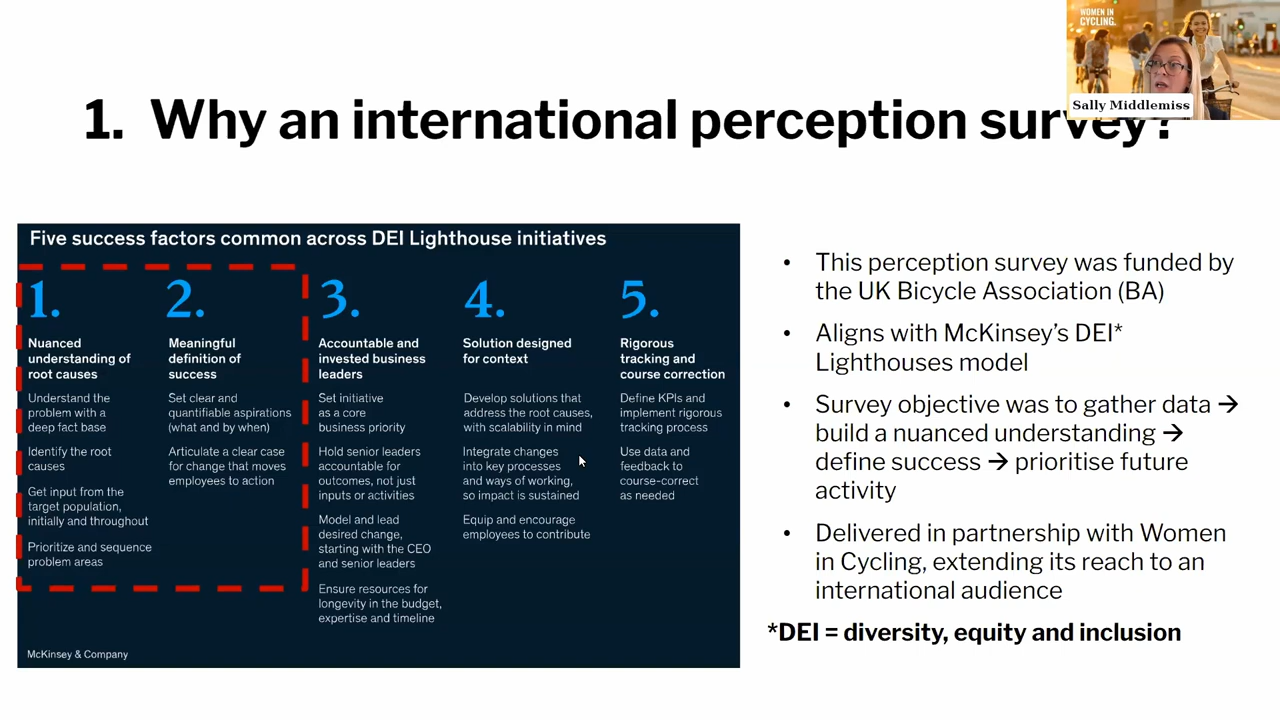 WOMEN IN
CYCLING.
Sally Middlemiss
1. Why an international perception survey?
Five success factors common across DEI Lighthouse initiatives
1.
Nuanced
understanding of
root causes
Understand the
problem with a
deep fact base
Identify the root
causes
Get input from the
target population,
initially and throughout
Prioritize and sequence
problem areas
2.
Meaningful
definition of
success
Set clear and
quantifiable aspirations
(what and by when)
Articulate a clear case
for change that moves
employees to action
3.
Accountable and
invested business
leaders
Set initiative
as a core
business priority
Hold senior leaders
accountable for
outcomes, not just
inputs or activities
Model and lead
desired change,
starting with the CEO
and senior leaders
Ensure resources for
longevity in the budget,
expertise and timeline
4.
Solution designed
for context
Develop solutions that
address the root causes,
with scalability in mind
Integrate changes
into key processes
and ways of working,
so impact is sustained
Equip and encourage
employees to contribute
5.
Rigorous
tracking and
course correction
Define KPIs and
implement rigorous
tracking process
Use data and
feedback to
course-correct
as needed
McKinsey & Company
• This perception survey was funded by
the UK Bicycle Association (BA)
• Aligns with McKinsey's DEI*
Lighthouses model
• Survey objective was to gather data →
build a nuanced understanding →
define success → prioritise future
activity
• Delivered in partnership with Women
in Cycling, extending its reach to an
international audience
*DEI = diversity, equity and inclusion